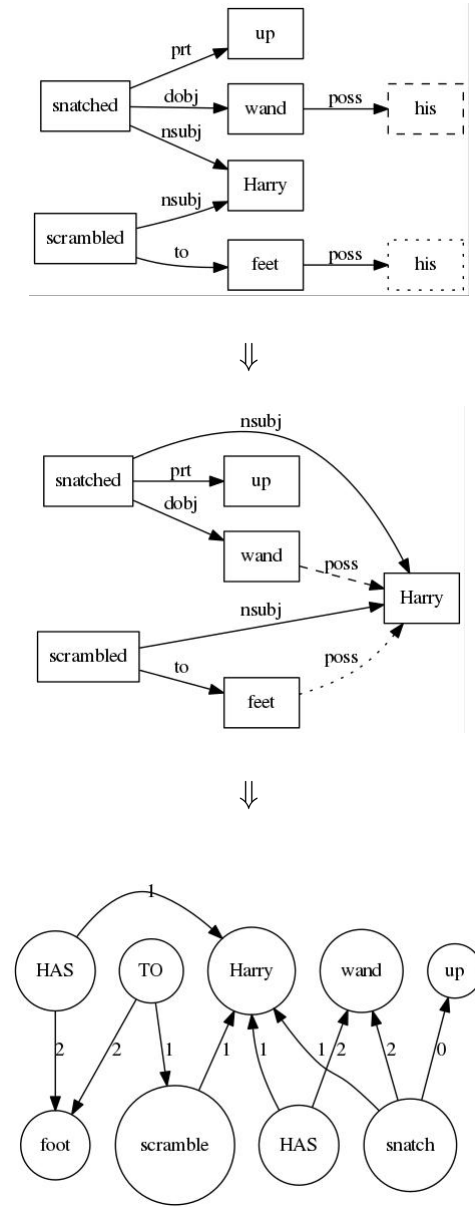 up
prt
snatched
dobj
wand
poss
his
nsubj
Harry
nsubj
scrambled
to
feet
poss
his
⇓
nsubj
snatched
prt
up
dobj
wand
poss
Harry
nsubj
scrambled
to
poss
feet
⇓
1
HAS
TO
Harry
wand
up
2
2
1
1
1
1
2
2
0
foot
scramble
HAS
snatch